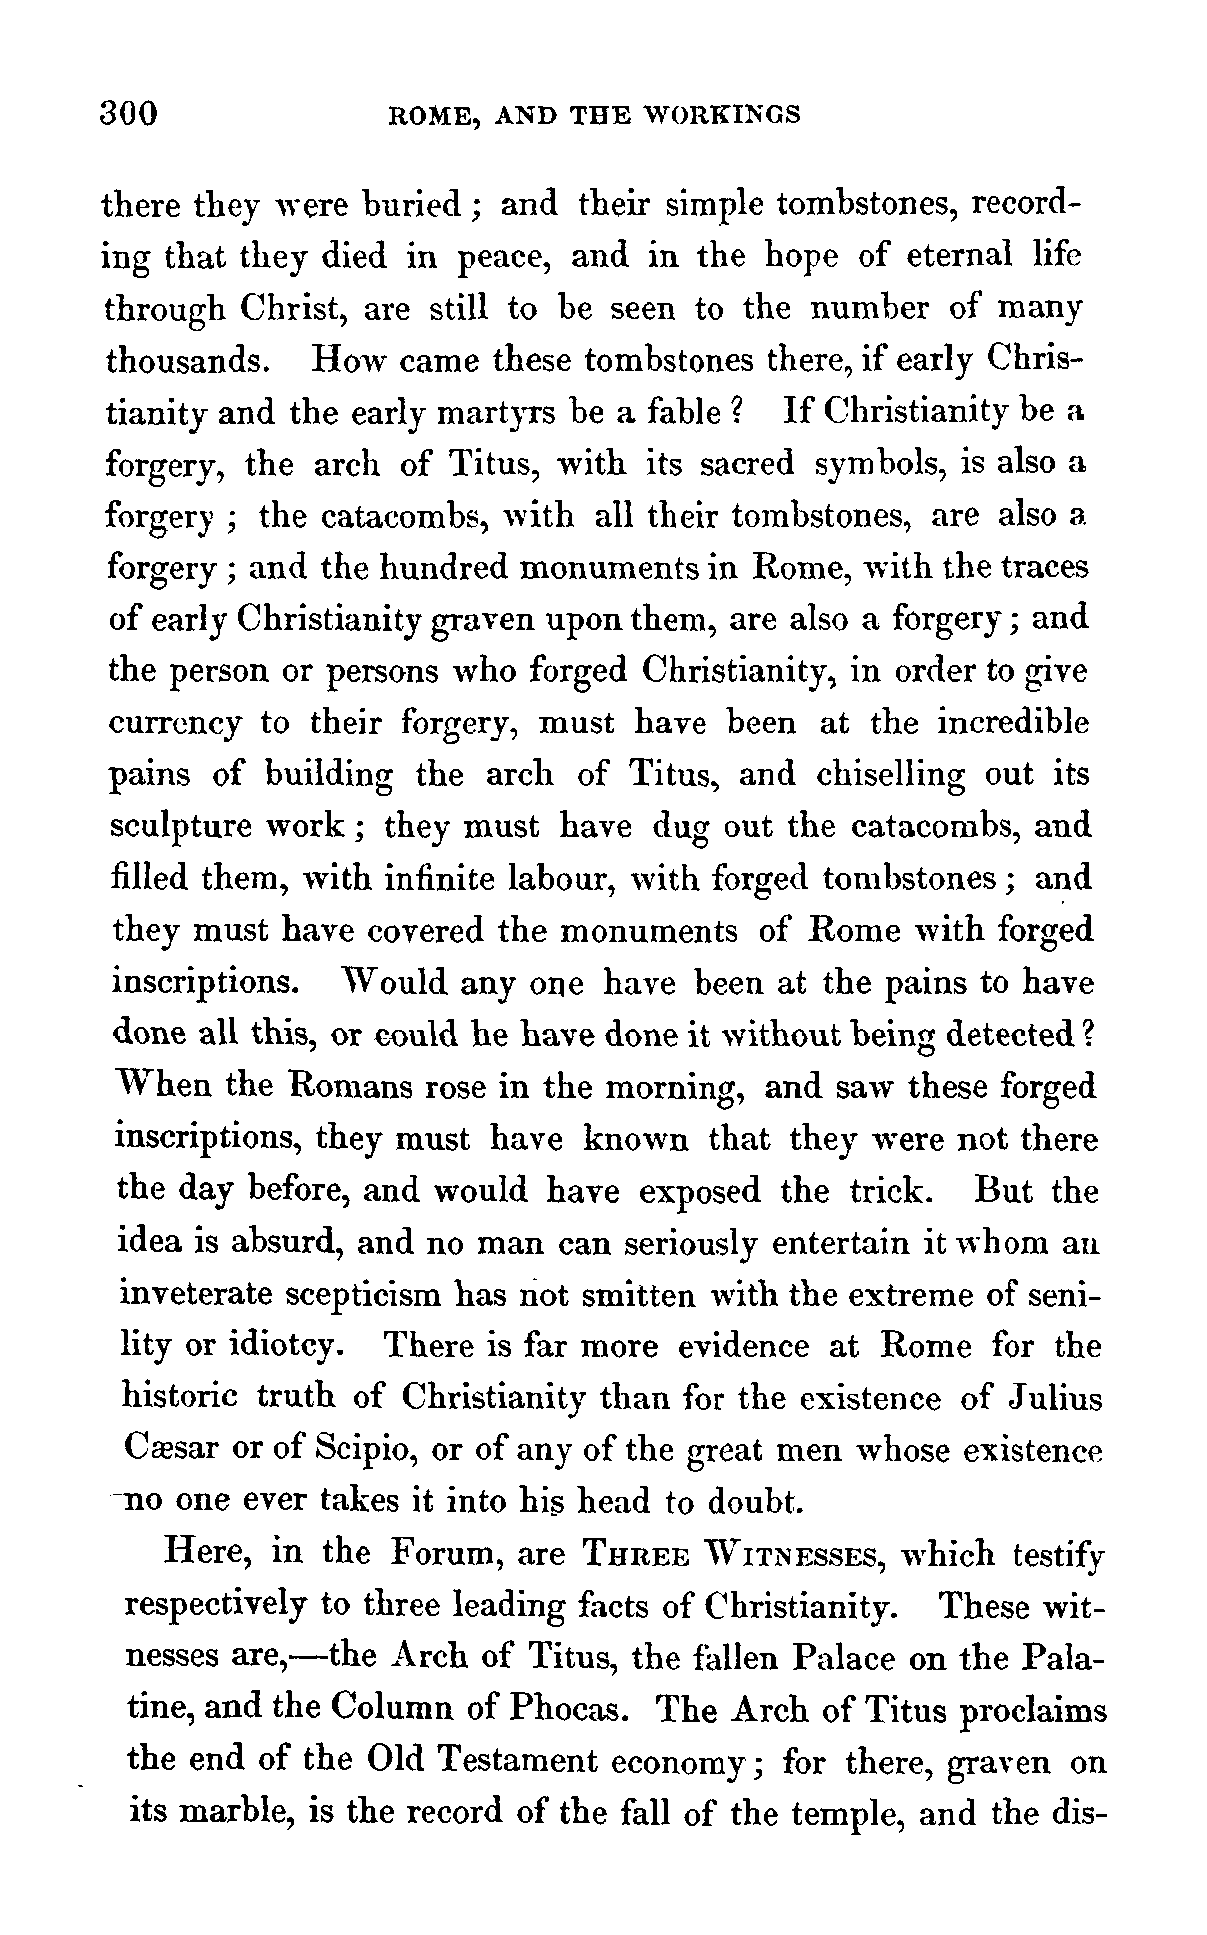 300 ROME, AND THE WORKINGS
there they were buried ; and their simple tombstones, record-
ing that they died in peace, and in the hope of eternal life
through Christ, are still to be seen to the number of many
thousands. How came these tombstones there, if early Chris-
tianity and the early martyrs be a fable ? If Christianity be a
forgery, the arch of Titus, with its sacred symbols, is also a
forgery ; the catacombs, with all their tombstones, are also a
forgery ; and the hundred monuments in Rome, with the traces
of early Christianity graven upon them, are also a forgery ; and
the person or persons who forged Christianity, in order to give
currency to their forgery, must have been at the incredible
pains of building the arch of Titus, and chiselling out its
sculpture work ; they must have dug out the catacombs, and
filled them, with infinite labour, with forged tombstones ; and
they must have covered the monuments of Rome with forged
inscriptions. Would any one have been at the pains to have
done all this, or could he have done it without being detected ?
When the Romans rose in the morning, and saw these forged
inscriptions, they must have known that they were not there
the day before, and would have exposed the trick. But the
idea is absurd, and no man can seriously entertain it whom an
inveterate scepticism has not smitten with the extreme of seni-
lity or idiotcy. There is far more evidence at Rome for the
historic truth of Christianity than for the existence of Julius
Cæsar or of Scipio, or of any of the great men whose existence
no one ever takes it into his head to doubt.
Here, in the Forum, are THREE WITNESSES, which testify
respectively to three leading facts of Christianity. These wit-
nesses are,—the Arch of Titus, the fallen Palace on the Pala-
tine, and the Column of Phocas. The Arch of Titus proclaims
the end of the Old Testament economy ; for there, graven on
its marble, is the record of the fall of the temple, and the dis-